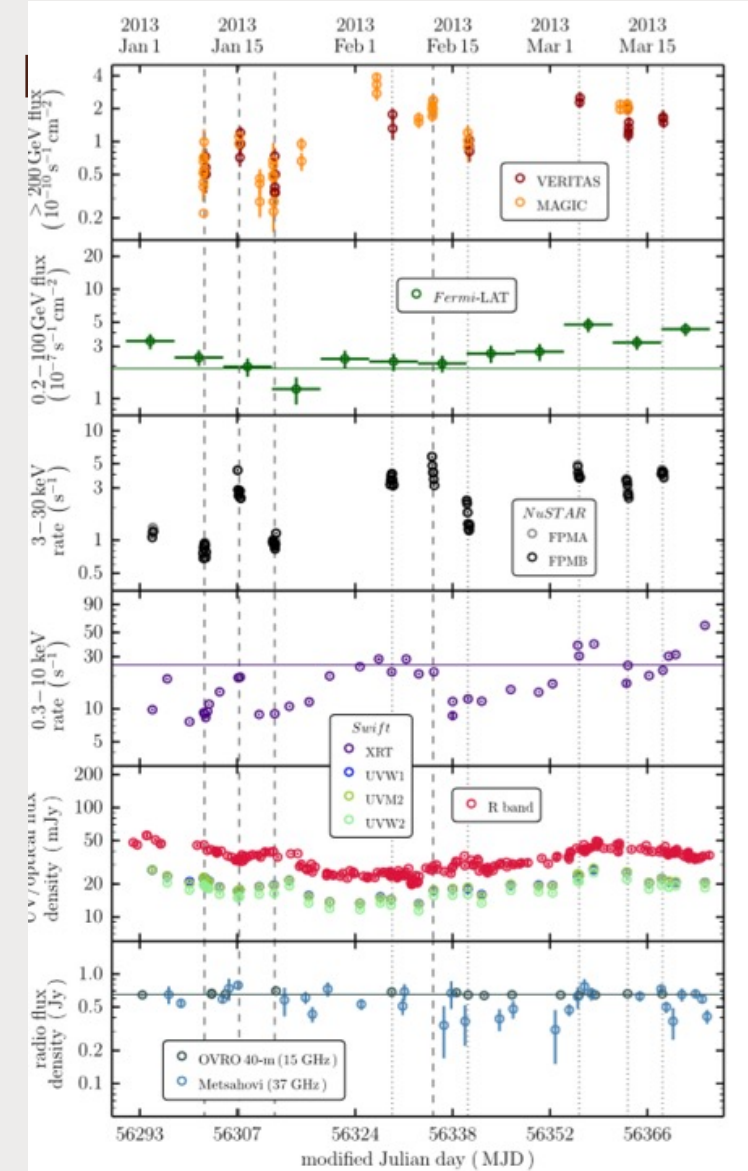 2013 2013 2013 2013 2013 2013
Jan 1 Jan 15 Feb 1 Feb 15 Mar 1 Mar 15
> 200 GeV flux
(10⁻¹⁰ s⁻¹ cm⁻²)
4
2
1
0.5
0.2
VERITAS
MAGIC
0.2–100 GeV flux
(10⁻⁷ s⁻¹ cm⁻²)
20
10
5
3
1
Fermi-LAT
3–30 keV
rate (s⁻¹)
10
5
3
1
0.5
NuSTAR
FPMA
FPMB
0.3–10 keV
rate (s⁻¹)
90
50
30
10
5
Swift
XRT
UVW1
UVM2
UVW2
UV/optical flux
density (mJy)
200
100
50
20
10
R band
radio flux
density (Jy)
1.0
0.5
0.2
0.1
OVRO 40-m (15 GHz)
Metsahovi (37 GHz)
56293 56307 56324 56338 56352 56366
modified Julian day (MJD)